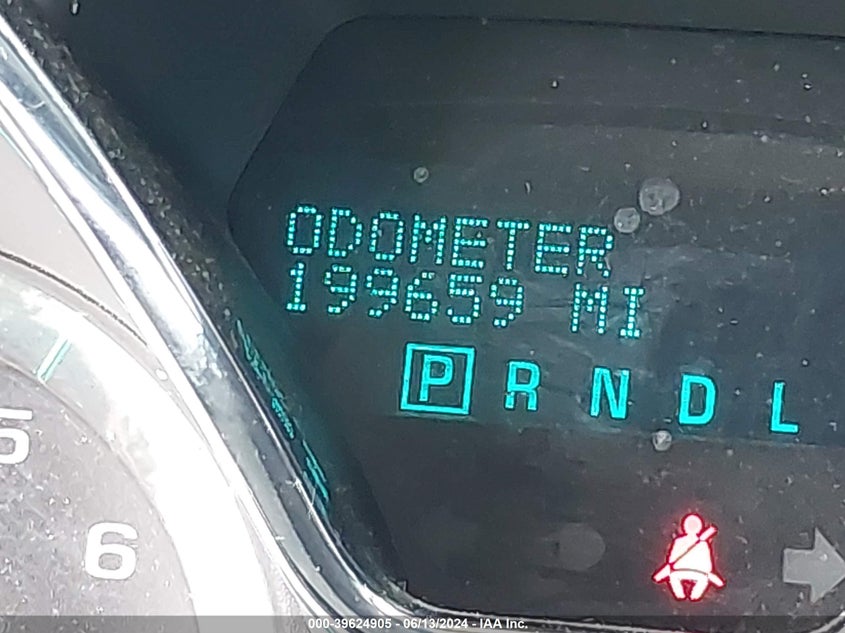 ODOMETER
199659 MI
P R N D L
5
6
000-39624905 - 06/13/2024 - IAA Inc.